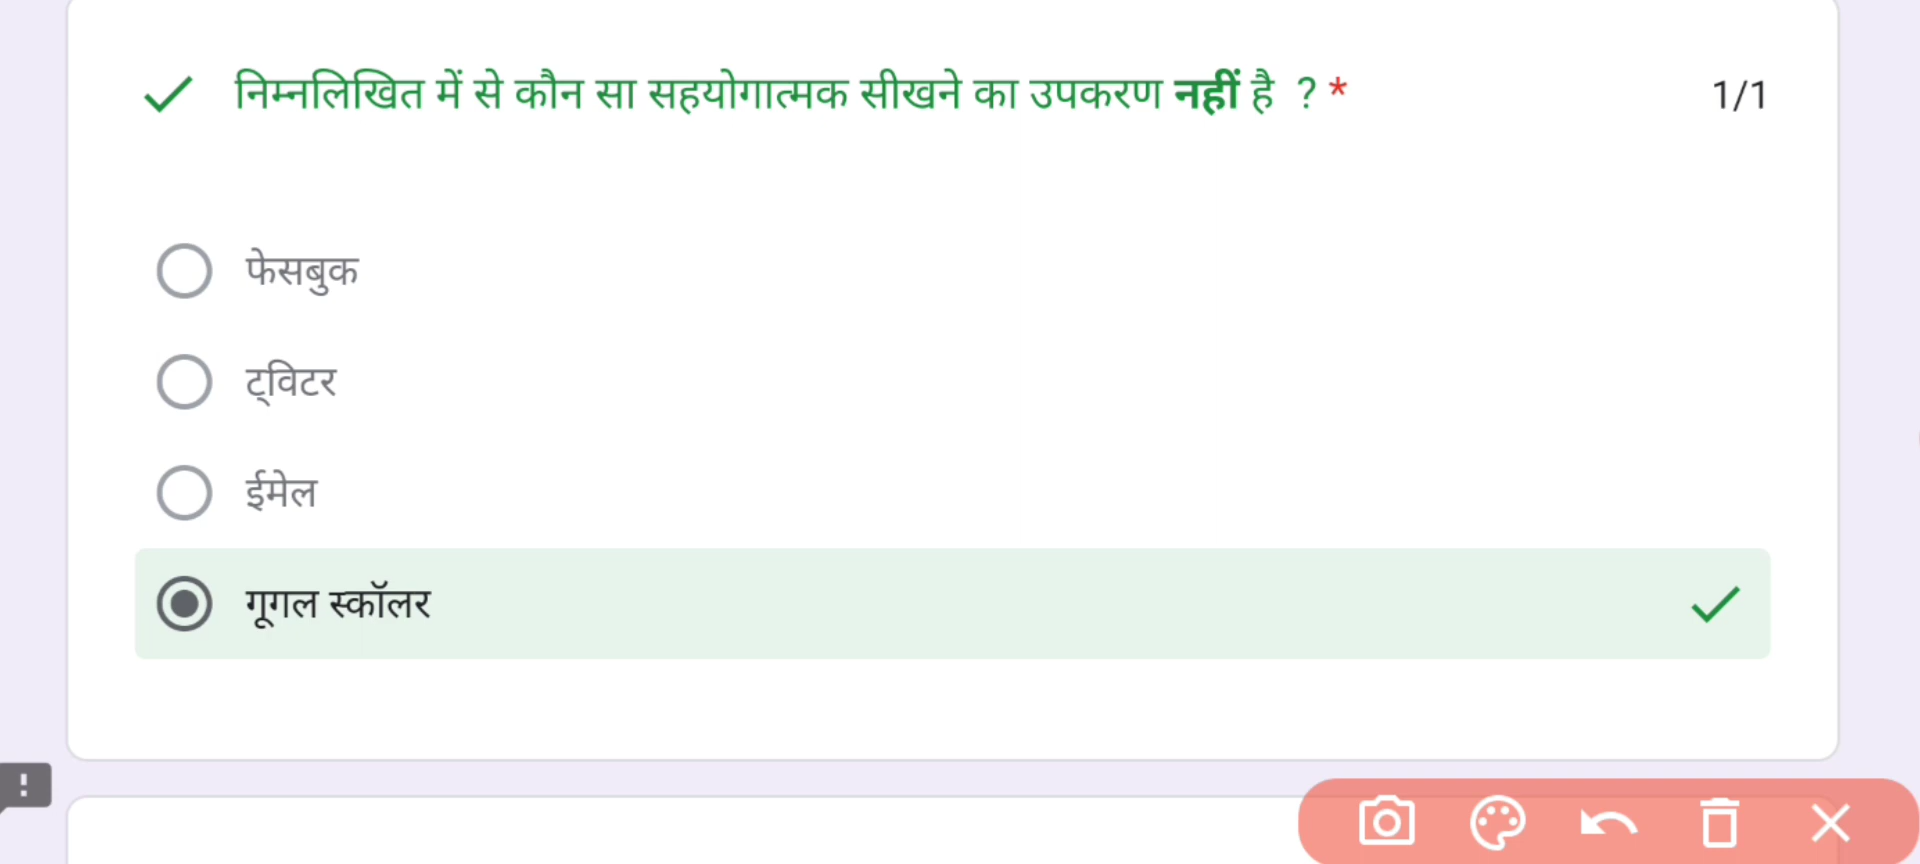 निम्नलिखित में से कौन सा सहयोगात्मक सीखने का उपकरण नहीं है ? *
1/1
फेसबुक
ट्विटर
ईमेल
गूगल स्कॉलर